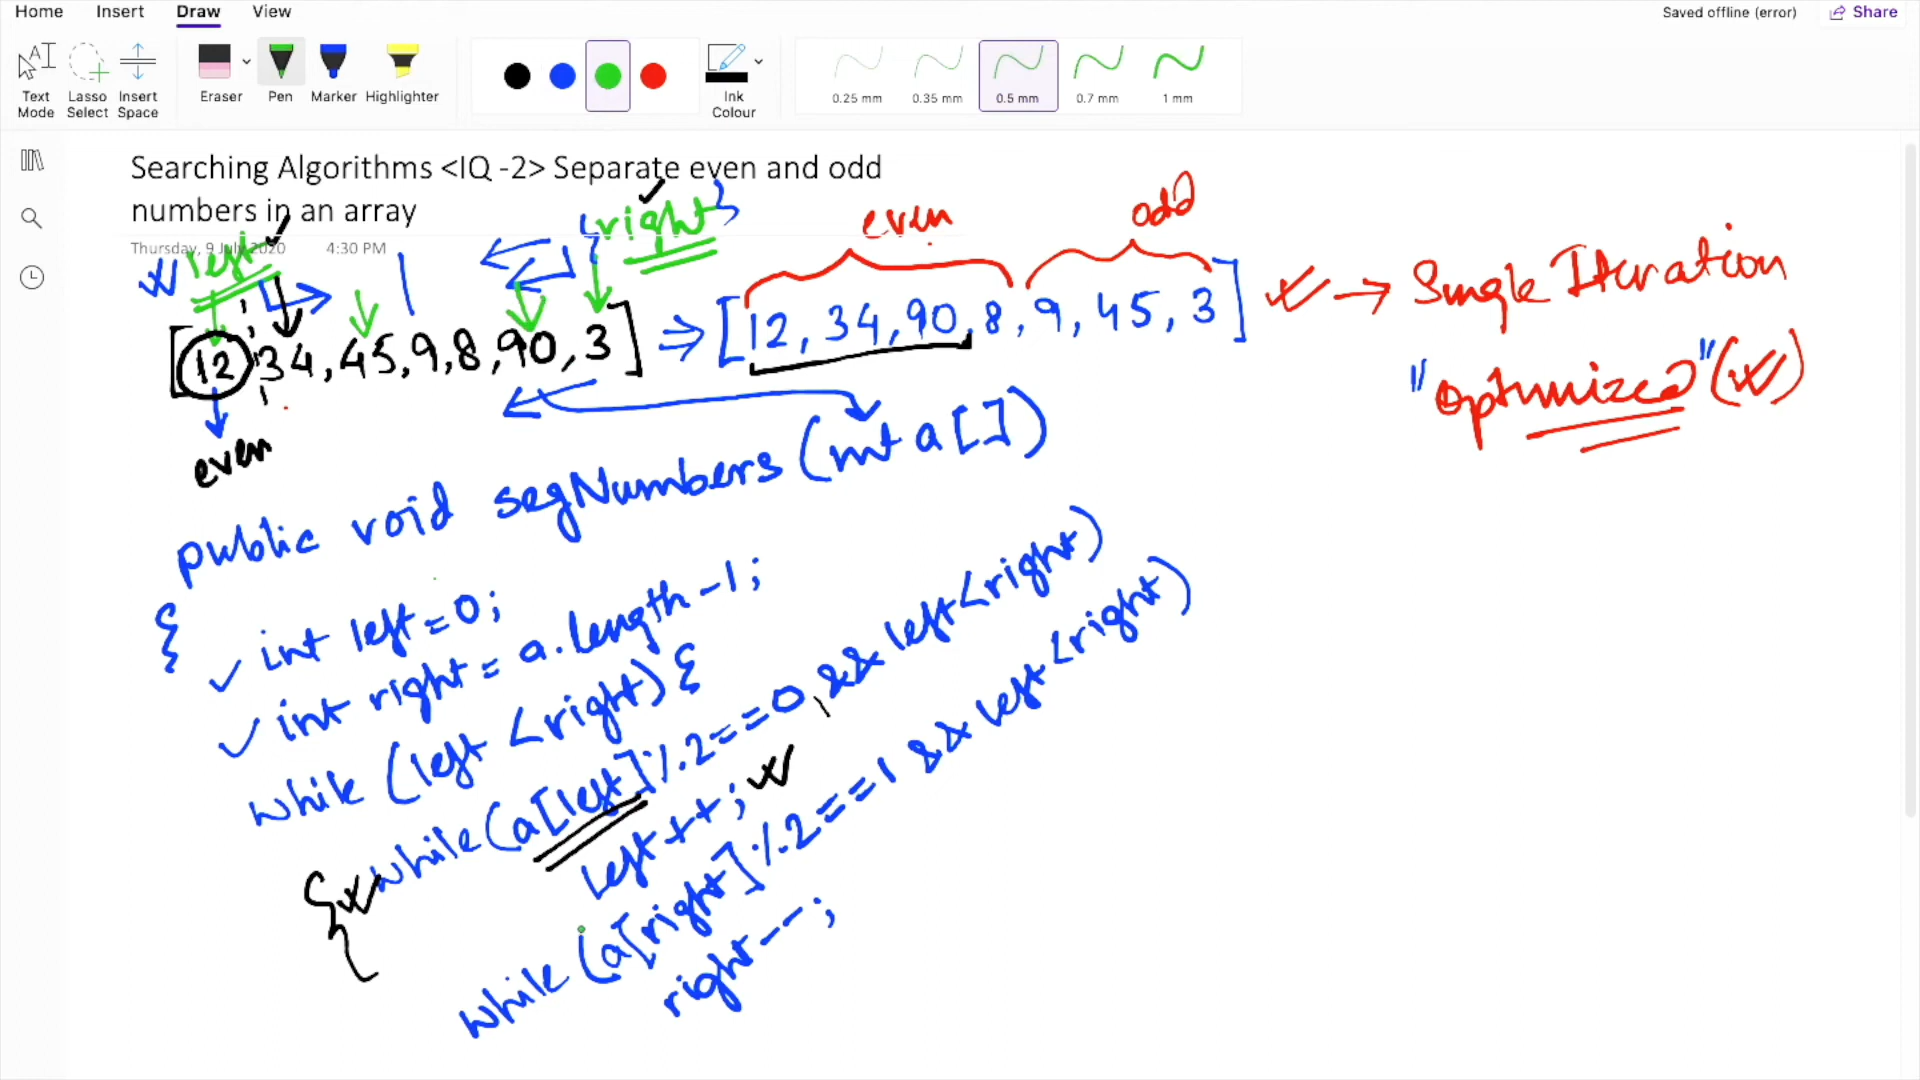 Home Insert Draw View
Saved offline (error) Share
Text Mode
Lasso Select
Insert Space
Eraser
Pen
Marker
Highlighter
Ink Colour
0.25 mm
0.35 mm
0.5 mm
0.7 mm
1 mm
Searching Algorithms <IQ -2> Separate even and odd
numbers in an array
Thursday, 9 July 2020 4:30 PM
left
{right}
even
odd
[12, 34, 45, 9, 8, 90, 3] ⇒ [12, 34, 90, 8, 9, 45, 3] → Single Iteration
"Optimized"
even
public void segNumbers (int a[])
{
int left = 0;
int right = a.length-1;
while (left < right) {
while (a[left] % 2 == 0 && left < right)
left++;
while (a[right] % 2 == 1 && left < right)
right--;